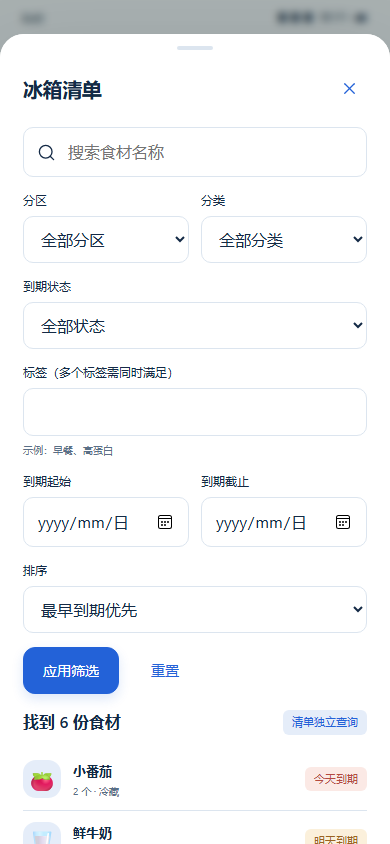 冰箱清单
搜索食材名称
分区 分类
全部分区 全部分类
到期状态
全部状态
标签（多个标签需同时满足）
示例：早餐、高蛋白
到期起始 到期截止
yyyy/mm/日 yyyy/mm/日
排序
最早到期优先
应用筛选 重置
找到 6 份食材 清单独立查询
小番茄 今天到期
2 个 · 冷藏
鲜牛奶 明天到期